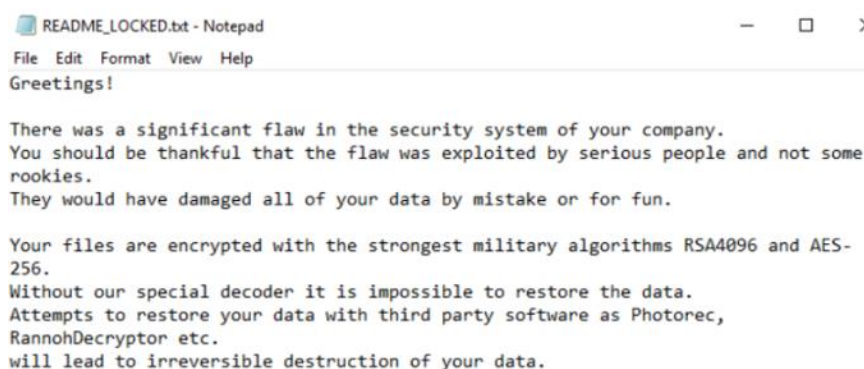 README_LOCKED.txt - Notepad
File Edit Format View Help
Greetings!
There was a significant flaw in the security system of your company.
You should be thankful that the flaw was exploited by serious people and not some
rookies.
They would have damaged all of your data by mistake or for fun.
Your files are encrypted with the strongest military algorithms RSA4096 and AES-
256.
Without our special decoder it is impossible to restore the data.
Attempts to restore your data with third party software as Photorec,
RannohDecryptor etc.
will lead to irreversible destruction of your data.